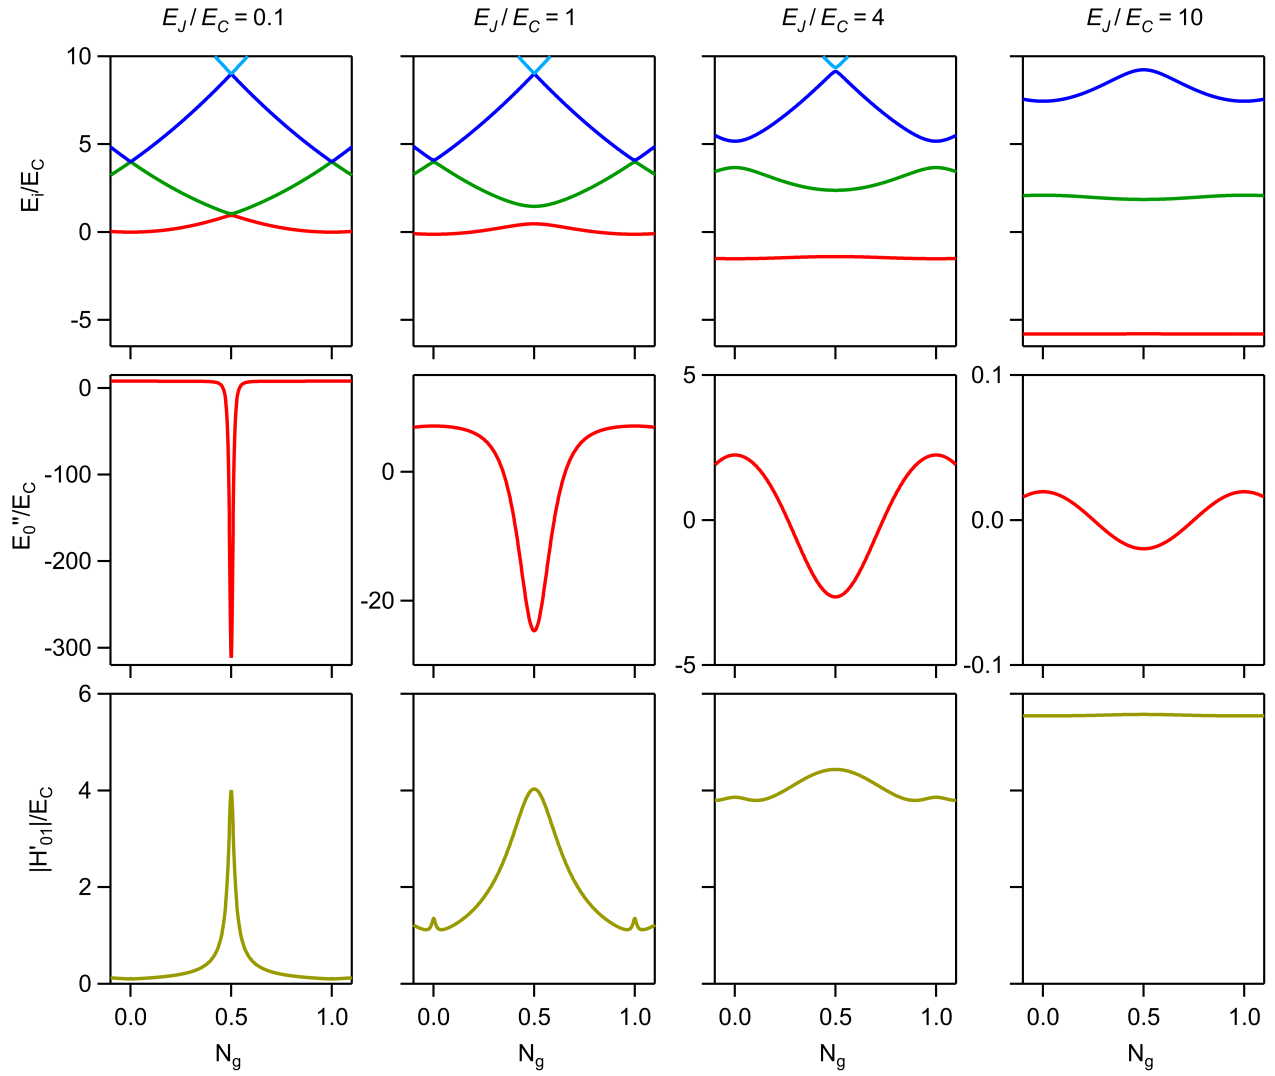 E_J / E_C = 0.1
E_J / E_C = 1
E_J / E_C = 4
E_J / E_C = 10
E_i/E_C
10
5
0
-5
E_0"/E_C
0
-100
-200
-300
0
-20
5
0
-5
0.1
0.0
-0.1
|H'_01|/E_C
6
4
2
0
0.0 0.5 1.0
0.0 0.5 1.0
0.0 0.5 1.0
0.0 0.5 1.0
N_g
N_g
N_g
N_g